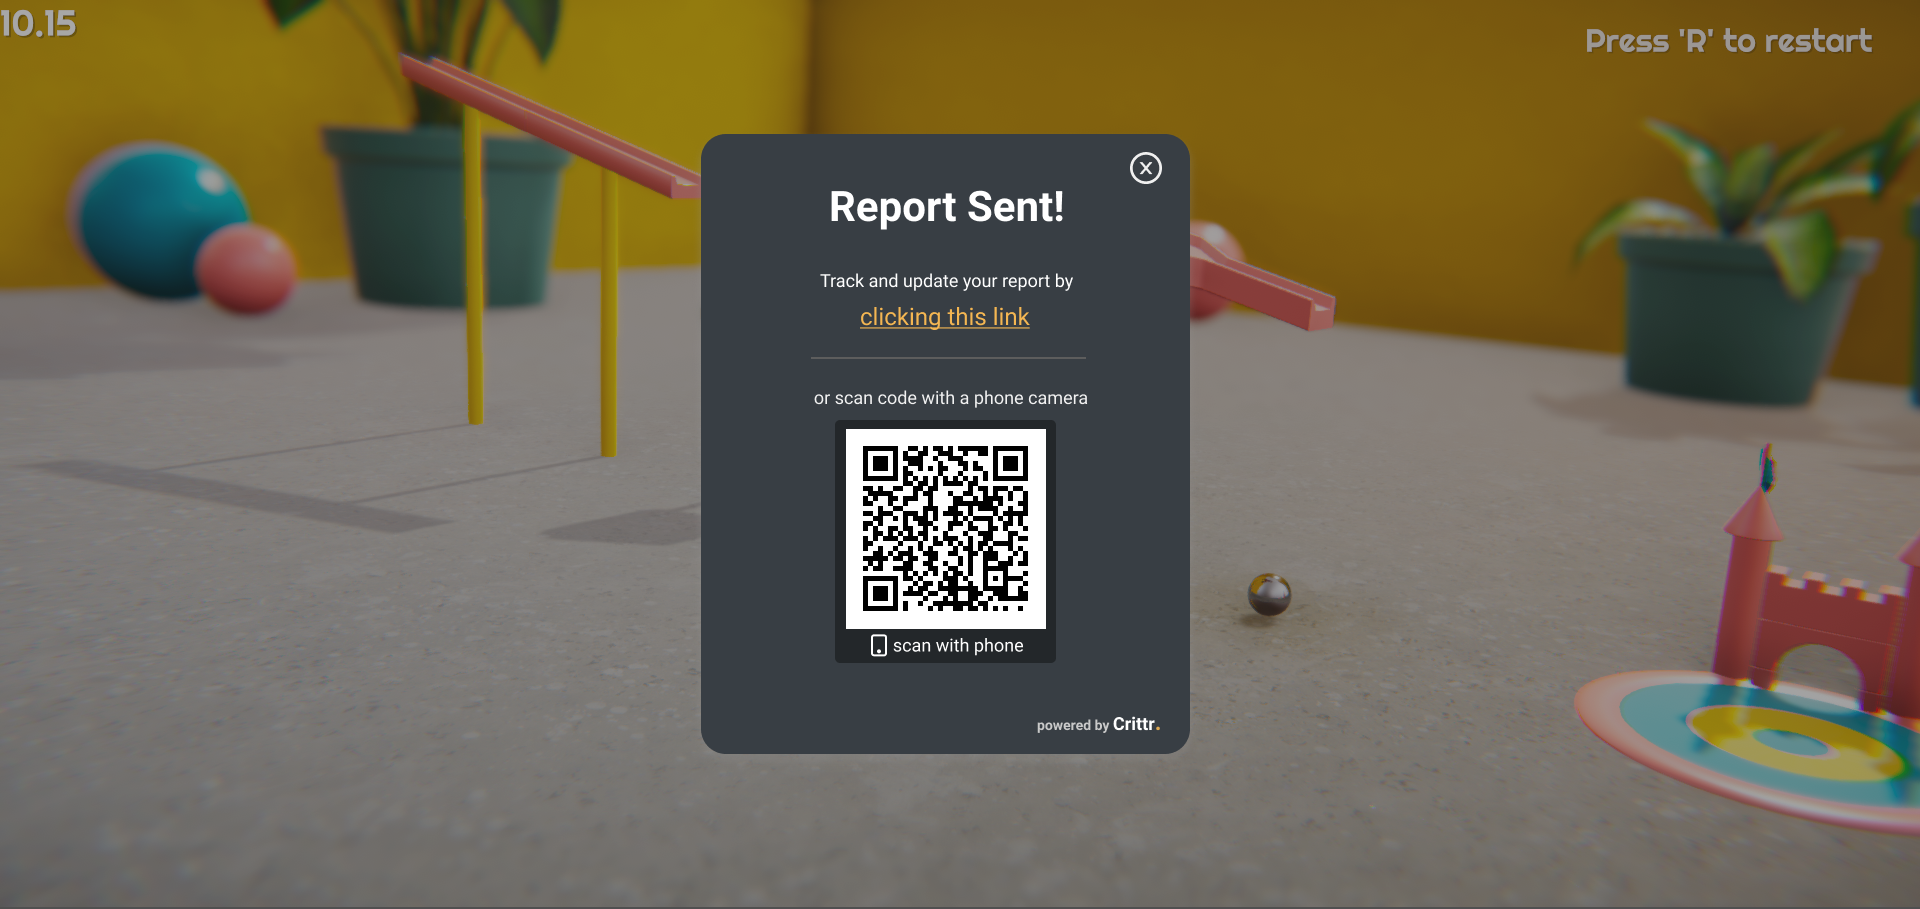 10.15
Press 'R' to restart
Report Sent!
Track and update your report by
clicking this link
or scan code with a phone camera
scan with phone
powered by Crittr.